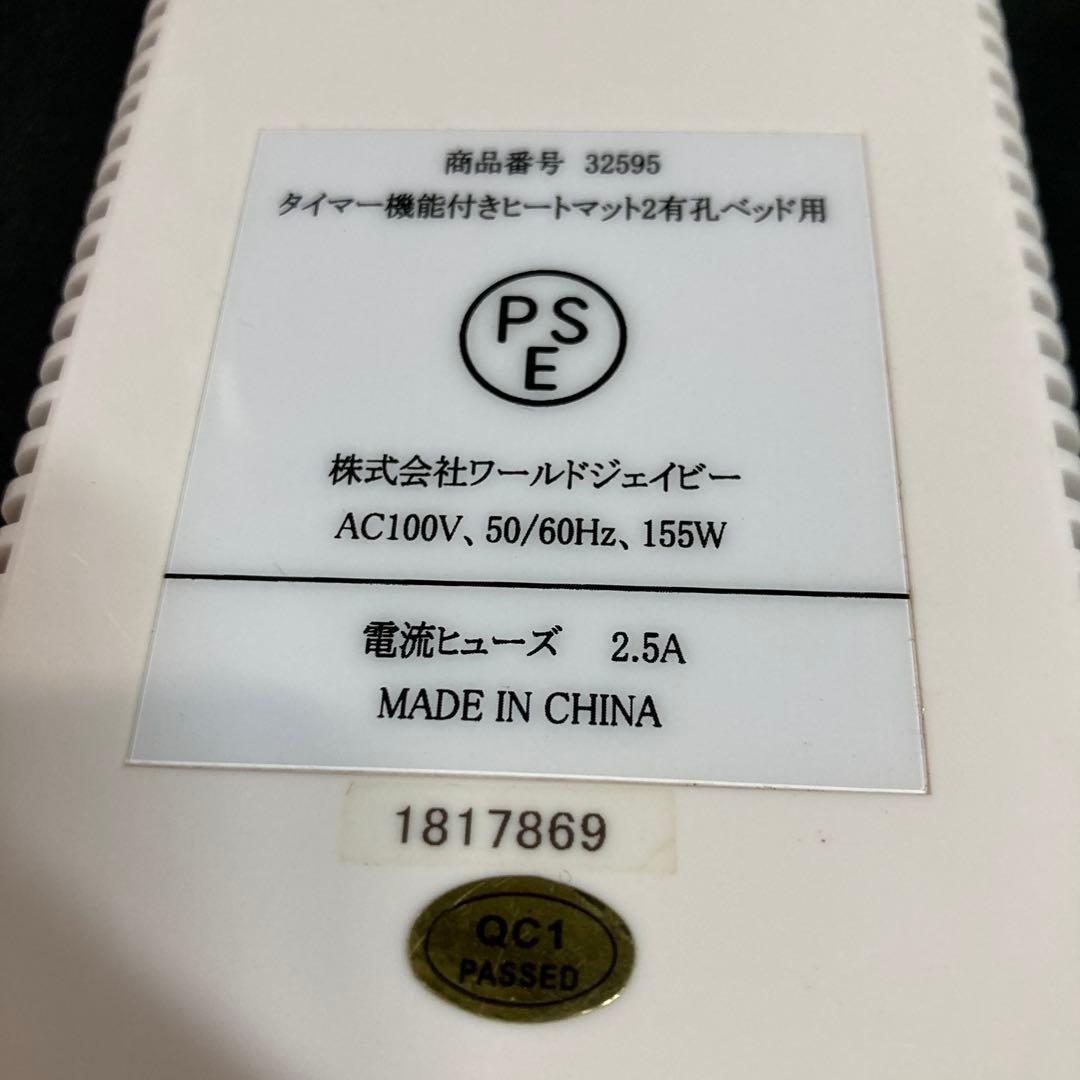 商品番号 32595
タイマー機能付きヒートマット2有孔ベッド用
PS
E
株式会社ワールドジェイビー
AC100V、50/60Hz、155W
電流ヒューズ 2.5A
MADE IN CHINA
1817869
QC1
PASSED